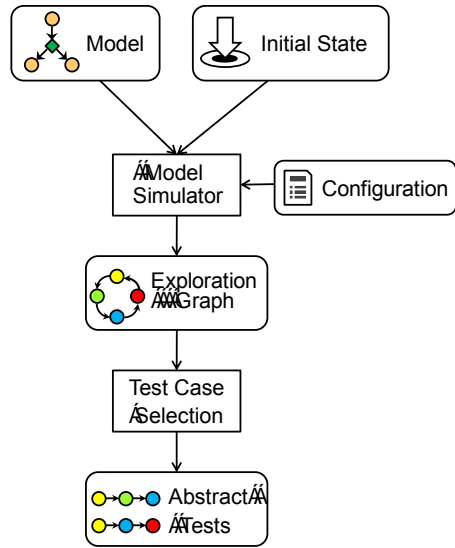 Model
Initial State
Model
Simulator
Configuration
Exploration
Graph
Test Case
Selection
Abstract
Tests